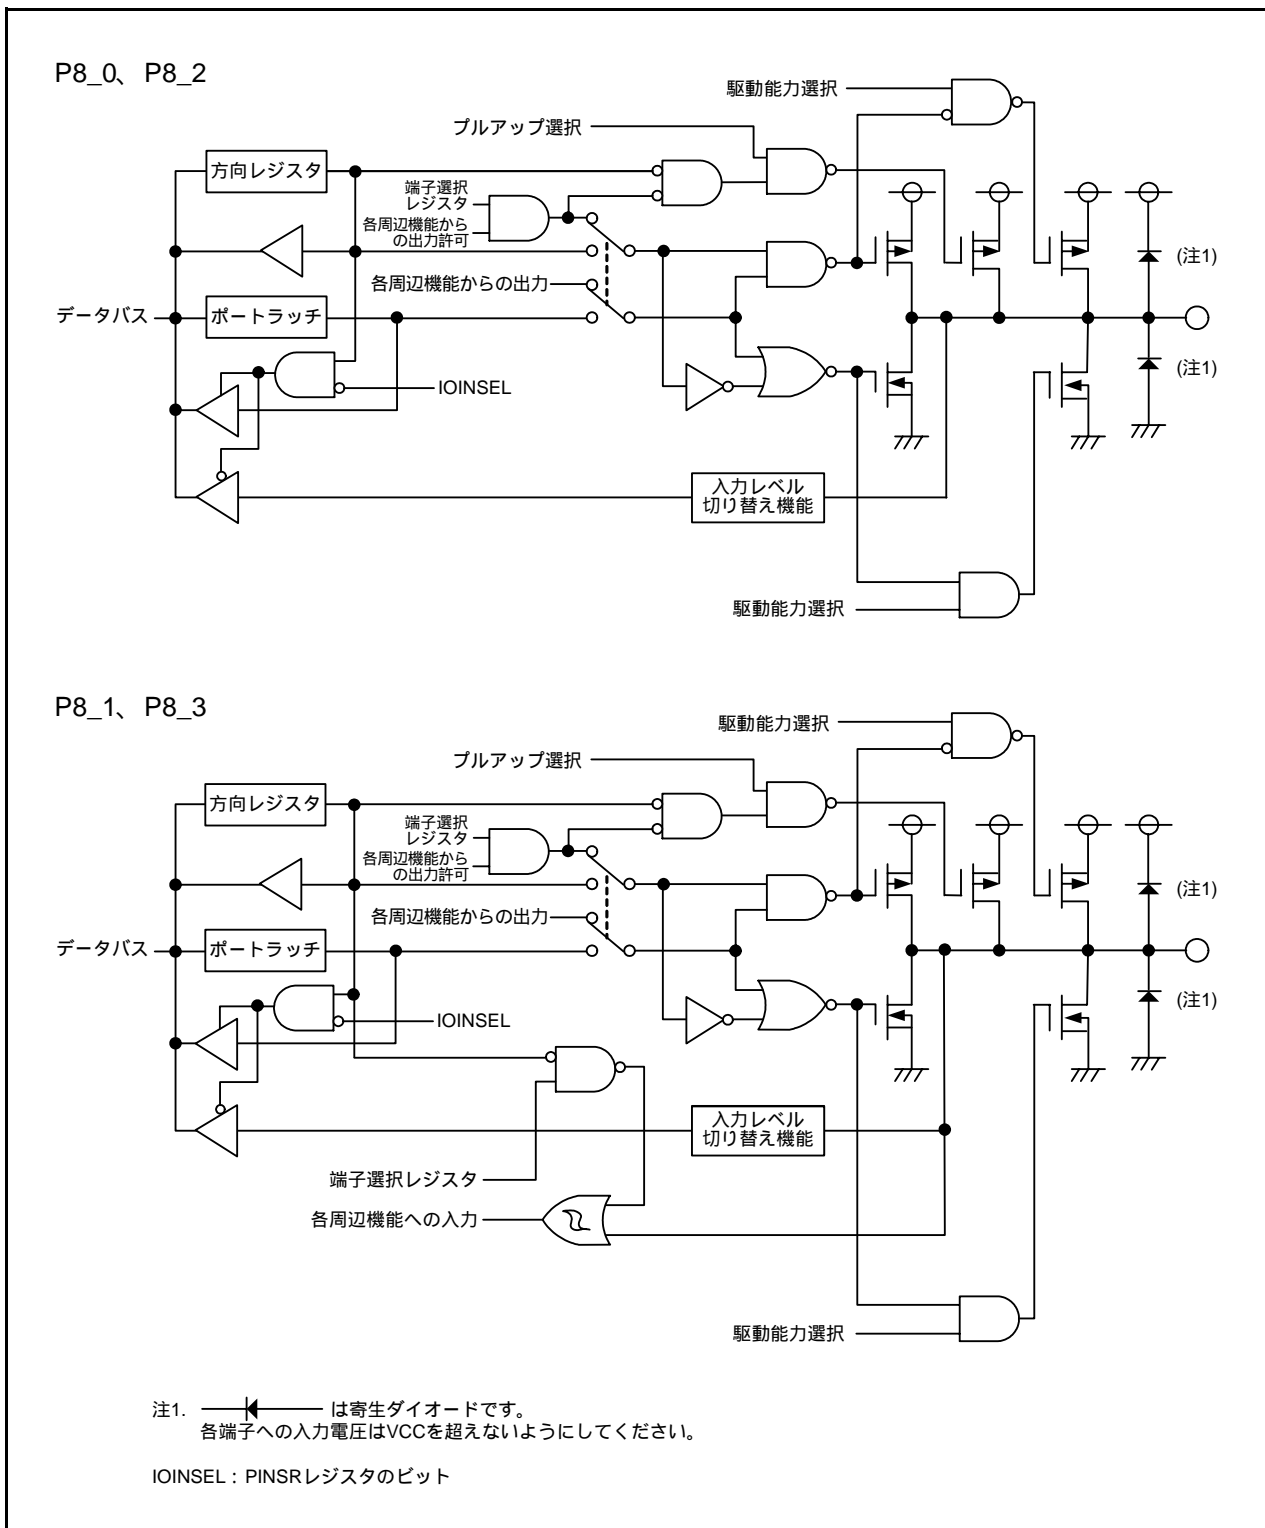 P8_0、P8_2
駆動能力選択
プルアップ選択
方向レジスタ
端子選択
レジスタ
各周辺機能から
の出力許可
(注1)
各周辺機能からの出力
データバス
ポートラッチ
(注1)
IOINSEL
入力レベル
切り替え機能
駆動能力選択
P8_1、P8_3
駆動能力選択
プルアップ選択
方向レジスタ
端子選択
レジスタ
各周辺機能から
の出力許可
(注1)
各周辺機能からの出力
データバス
ポートラッチ
(注1)
IOINSEL
入力レベル
切り替え機能
端子選択レジスタ
各周辺機能への入力
駆動能力選択
注1. は寄生ダイオードです。
各端子への入力電圧はVCCを超えないようにしてください。
IOINSEL：PINSRレジスタのビット